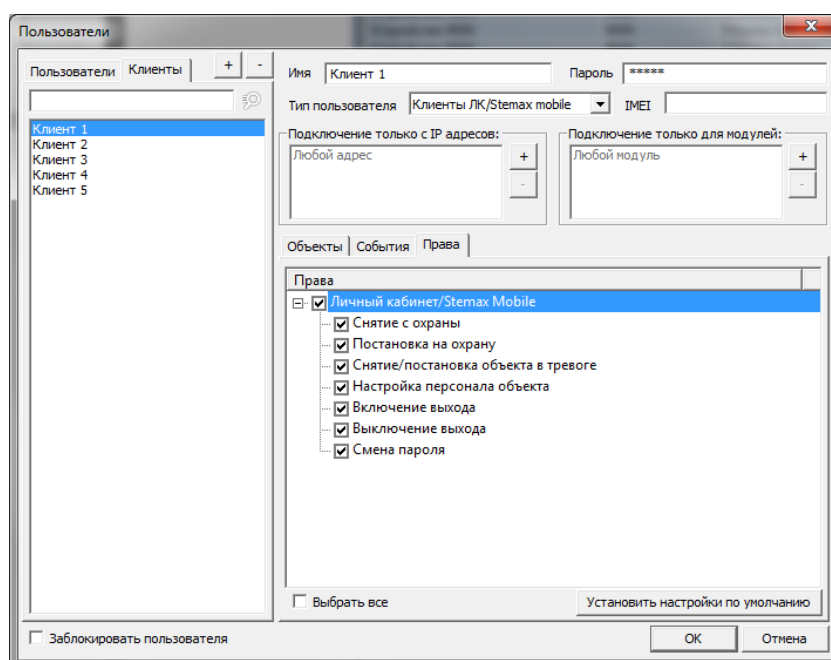 Пользователи
Пользователи Клиенты + -
Клиент 1
Клиент 2
Клиент 3
Клиент 4
Клиент 5
Имя Клиент 1 Пароль *****
Тип пользователя Клиенты ЛК/Stemax mobile IMEI
Подключение только с IP адресов: Подключение только для модулей:
Любой адрес + Любой модуль +
- -
Объекты События Права
Права
Личный кабинет/Stemax Mobile
Снятие с охраны
Постановка на охрану
Снятие/постановка объекта в тревоге
Настройка персонала объекта
Включение выхода
Выключение выхода
Смена пароля
Выбрать все Установить настройки по умолчанию
Заблокировать пользователя OK Отмена